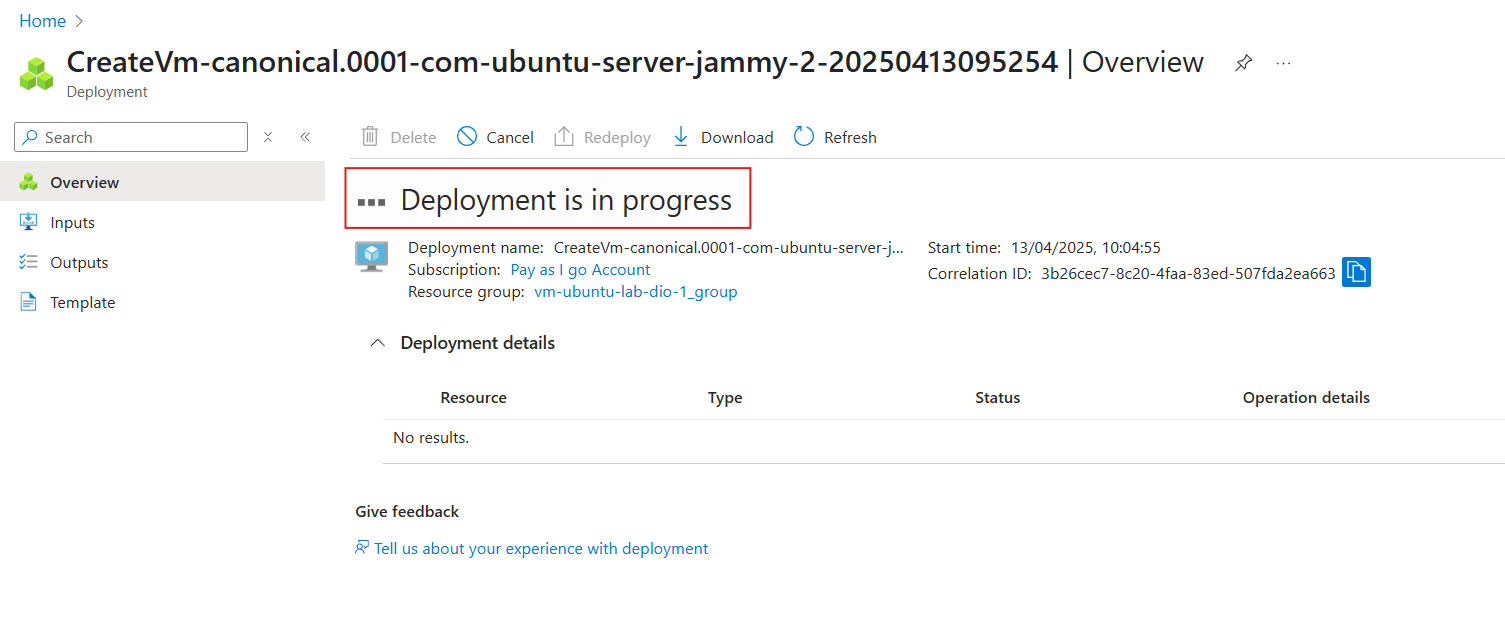 Home
CreateVm-canonical.0001-com-ubuntu-server-jammy-2-20250413095254 | Overview
Deployment
Search
Delete Cancel Redeploy Download Refresh
Overview
Inputs
Outputs
Template
Deployment is in progress
Deployment name: CreateVm-canonical.0001-com-ubuntu-server-j...
Subscription: Pay as I go Account
Resource group: vm-ubuntu-lab-dio-1_group
Start time: 13/04/2025, 10:04:55
Correlation ID: 3b26cec7-8c20-4faa-83ed-507fda2ea663
Deployment details
Resource Type Status Operation details
No results.
Give feedback
Tell us about your experience with deployment